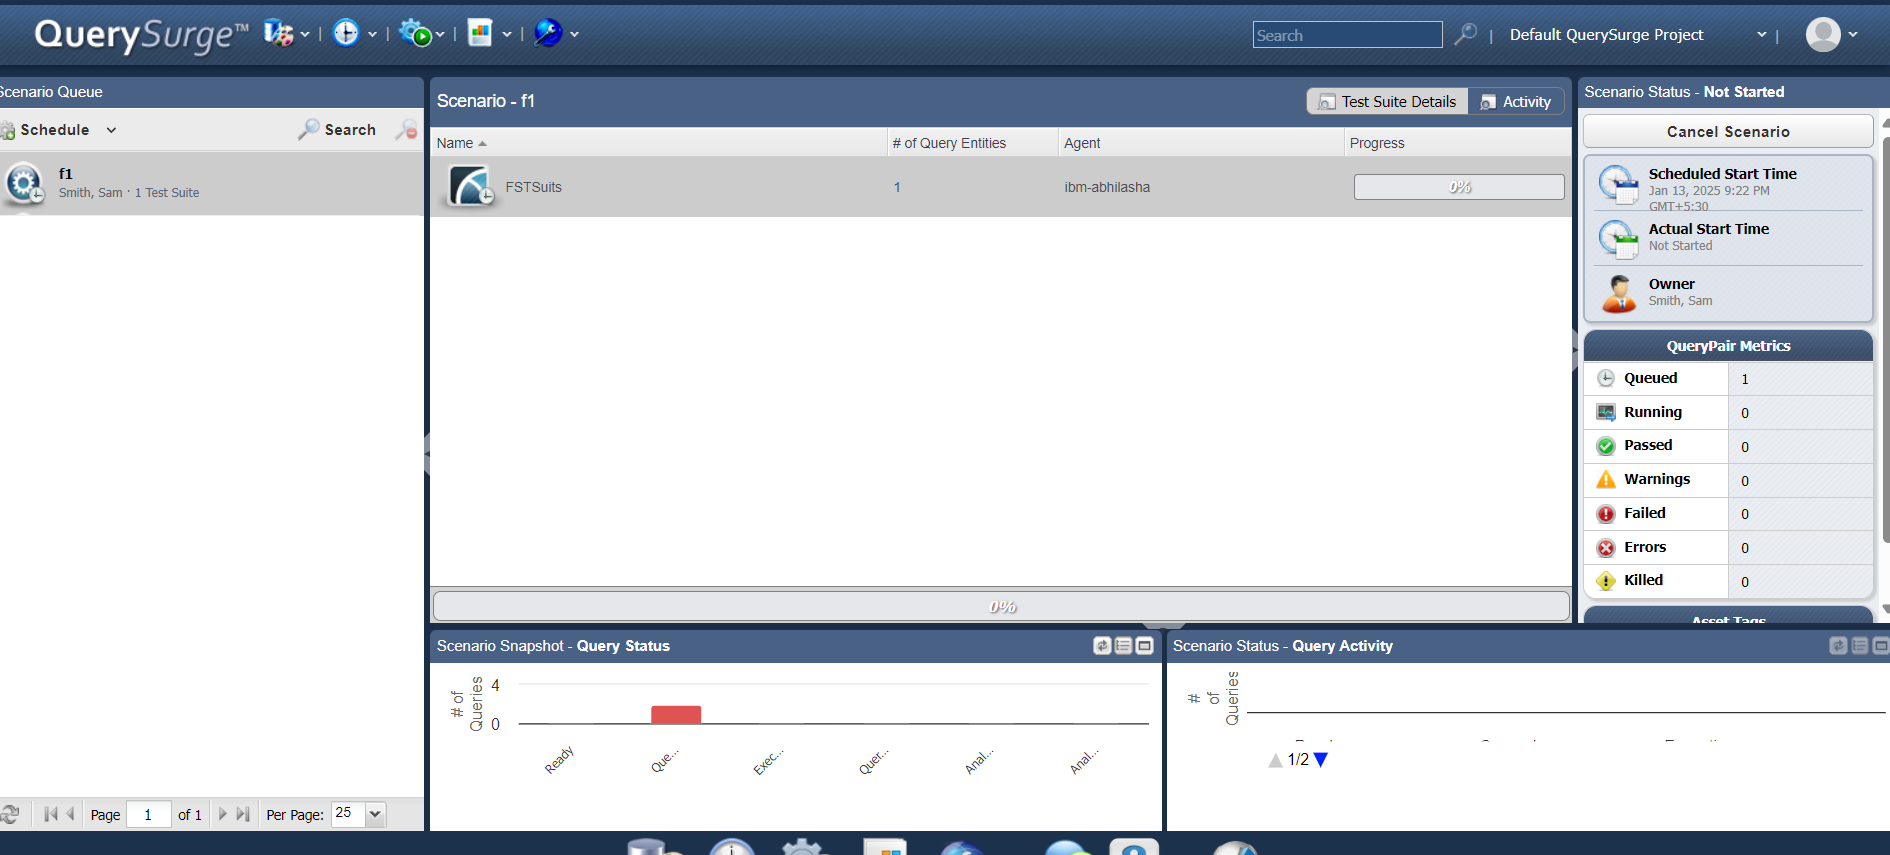 QuerySurge™
Search
Default QuerySurge Project
Scenario Queue
Schedule
Search
f1
Smith, Sam · 1 Test Suite
Page 1 of 1
Per Page: 25
Scenario - f1
Test Suite Details
Activity
Name
# of Query Entities
Agent
Progress
FSTSuits
1
ibm-abhilasha
0%
0%
Scenario Snapshot - Query Status
# of
Queries
4
0
Ready
Que...
Exec...
Quer...
Anal...
Anal...
Scenario Status - Query Activity
#
of
Queries
1/2
Scenario Status - Not Started
Cancel Scenario
Scheduled Start Time
Jan 13, 2025 9:22 PM
GMT+5:30
Actual Start Time
Not Started
Owner
Smith, Sam
QueryPair Metrics
Queued 1
Running 0
Passed 0
Warnings 0
Failed 0
Errors 0
Killed 0
Asset Tags